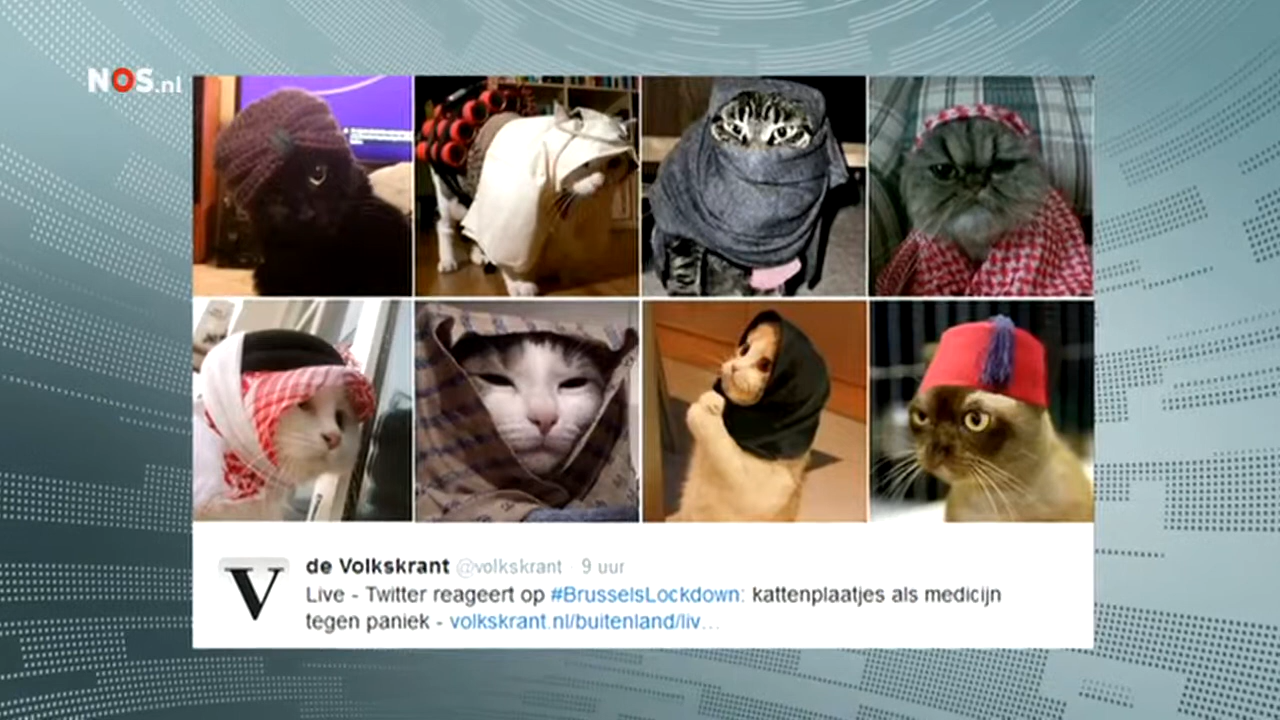 NOS.nl
de Volkskrant @volkskrant · 9 uur
Live - Twitter reageert op #BrusselsLockdown: kattenplaatjes als medicijn
tegen paniek - volkskrant.nl/buitenland/liv...